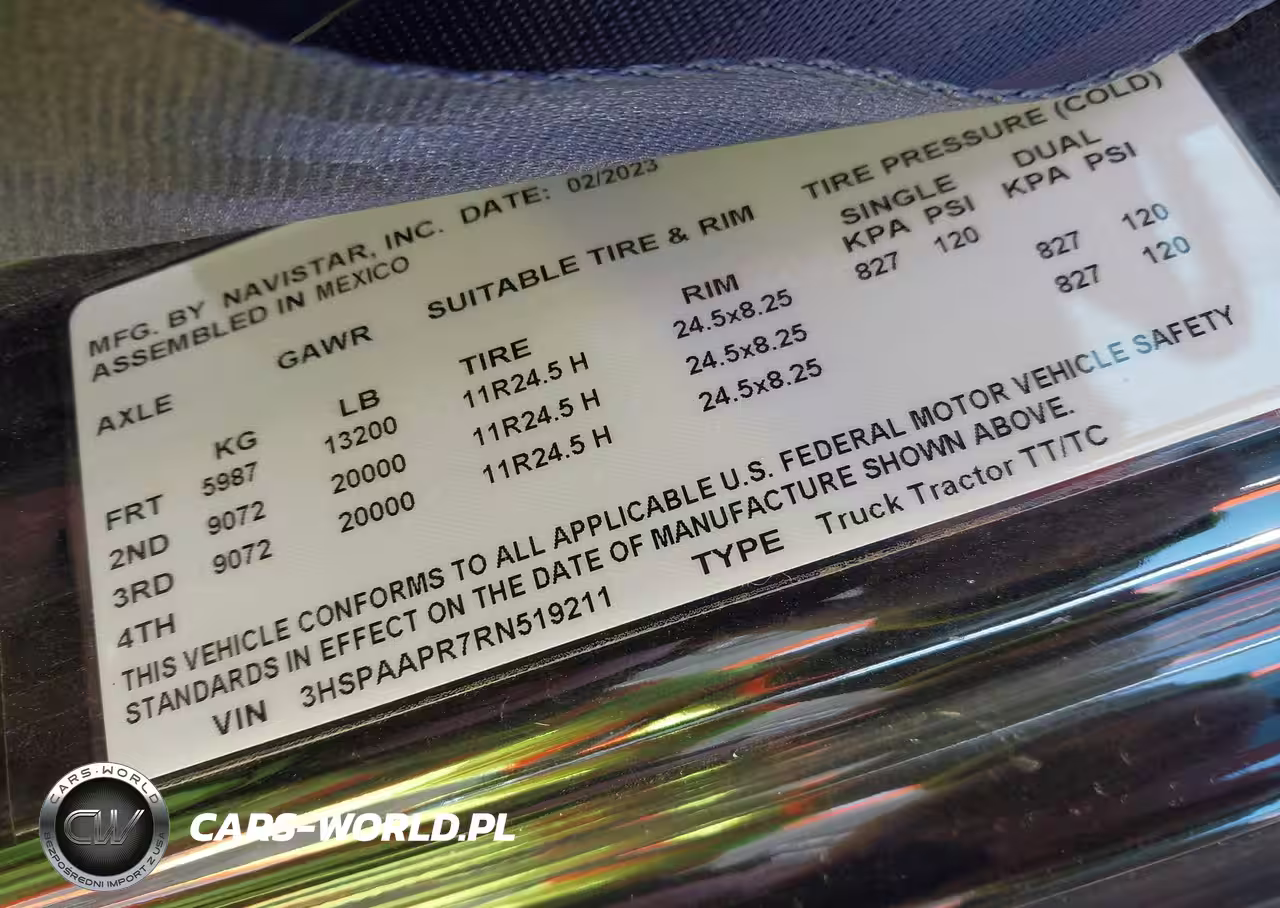 MFG. BY NAVISTAR, INC. DATE: 02/2023
ASSEMBLED IN MEXICO
AXLE GAWR SUITABLE TIRE & RIM TIRE PRESSURE (COLD)
SINGLE DUAL
KG LB TIRE RIM KPA PSI KPA PSI
FRT 5987 13200 11R24.5 H 24.5x8.25 827 120
2ND 9072 20000 11R24.5 H 24.5x8.25 827 120
3RD 9072 20000 11R24.5 H 24.5x8.25 827 120
4TH
THIS VEHICLE CONFORMS TO ALL APPLICABLE U.S. FEDERAL MOTOR VEHICLE SAFETY
STANDARDS IN EFFECT ON THE DATE OF MANUFACTURE SHOWN ABOVE.
VIN 3HSPAAPR7RN519211 TYPE Truck Tractor TT/TC
CARS-WORLD
CW
BEZPOŚREDNI IMPORT Z USA
CARS-WORLD.PL